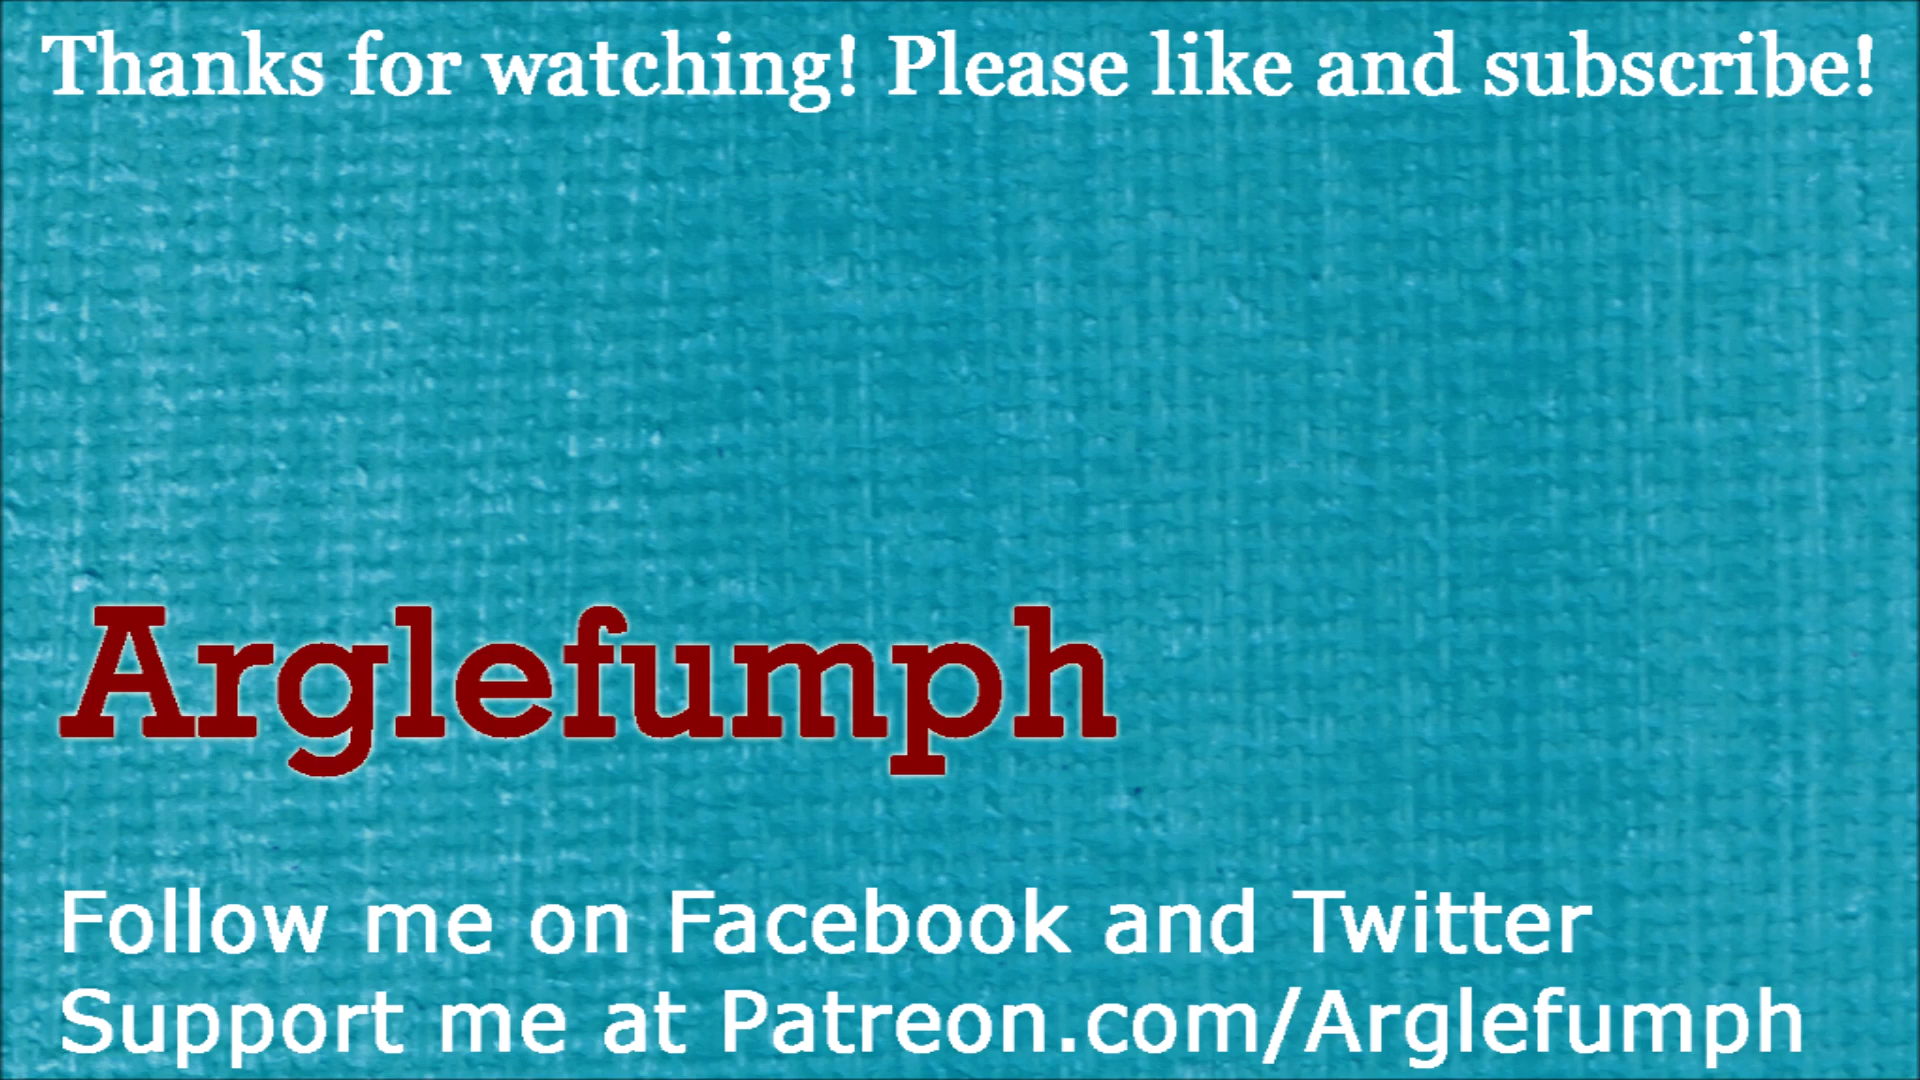 Thanks for watching! Please like and subscribe!
Arglefumph
Follow me on Facebook and Twitter
Support me at Patreon.com/Arglefumph